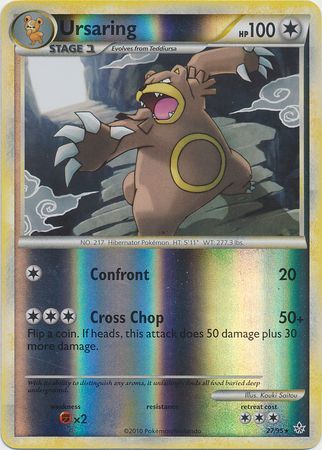 Ursaring
HP 100
STAGE 1
Evolves from Teddiursa
NO. 217 Hibernator Pokémon HT: 5'11" WT: 277.3 lbs.
Confront 20
Cross Chop 50+
Flip a coin. If heads, this attack does 50 damage plus 30
more damage.
With its ability to distinguish any aroma, it unfailingly finds all food buried deep
underground.
Illus. Kouki Saitou
weakness resistance retreat cost
×2
©2010 Pokémon/Nintendo 27/95★